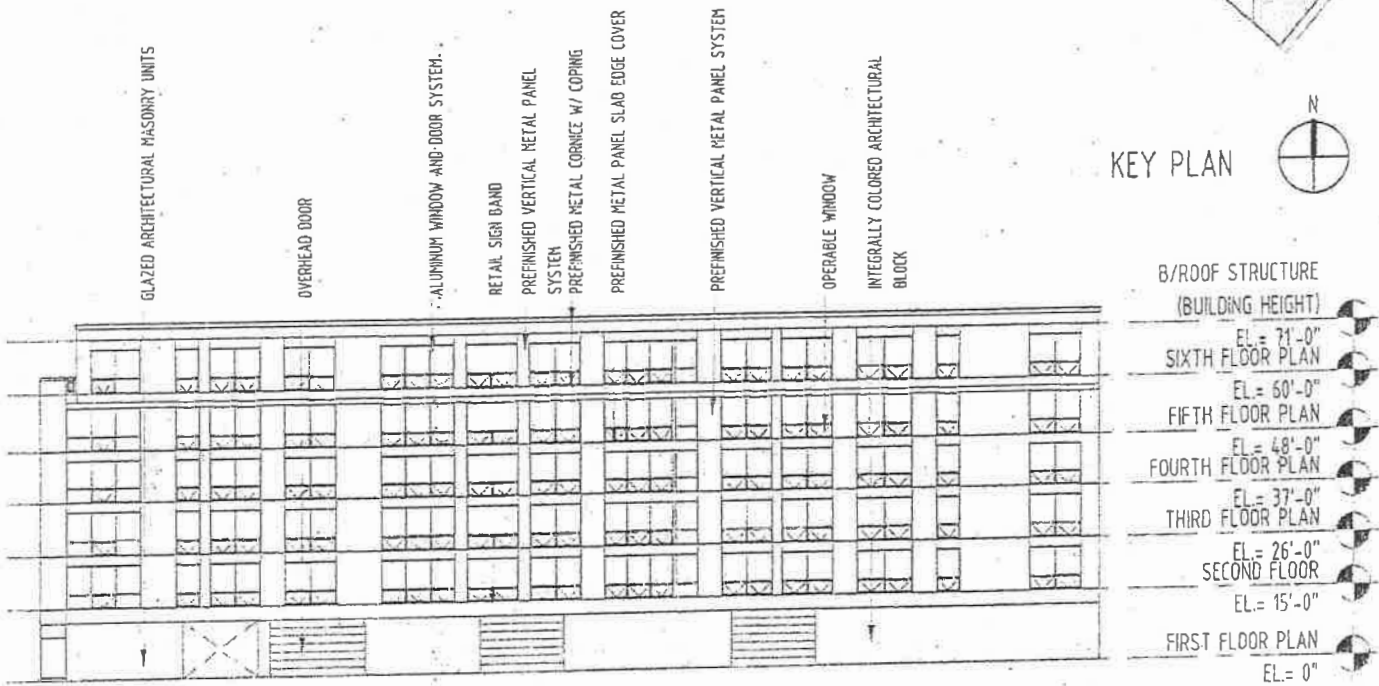 GLAZED ARCHITECTURAL MASONRY UNITS
OVERHEAD DOOR
ALUMINUM WINDOW AND DOOR SYSTEM.
RETAIL SIGN BAND
PREFINISHED VERTICAL METAL PANEL
SYSTEM
PREFINISHED METAL CORNICE W/ COPING
PREFINISHED METAL PANEL SLAB EDGE COVER
PREFINISHED VERTICAL METAL PANEL SYSTEM
OPERABLE WINDOW
INTEGRALLY COLORED ARCHITECTURAL
BLOCK
N
KEY PLAN
B/ROOF STRUCTURE
(BUILDING HEIGHT)
EL.= 71'-0"
SIXTH FLOOR PLAN
EL.= 60'-0"
FIFTH FLOOR PLAN
EL.= 48'-0"
FOURTH FLOOR PLAN
EL.= 37'-0"
THIRD FLOOR PLAN
EL.= 26'-0"
SECOND FLOOR
EL.= 15'-0"
FIRST FLOOR PLAN
EL.= 0"